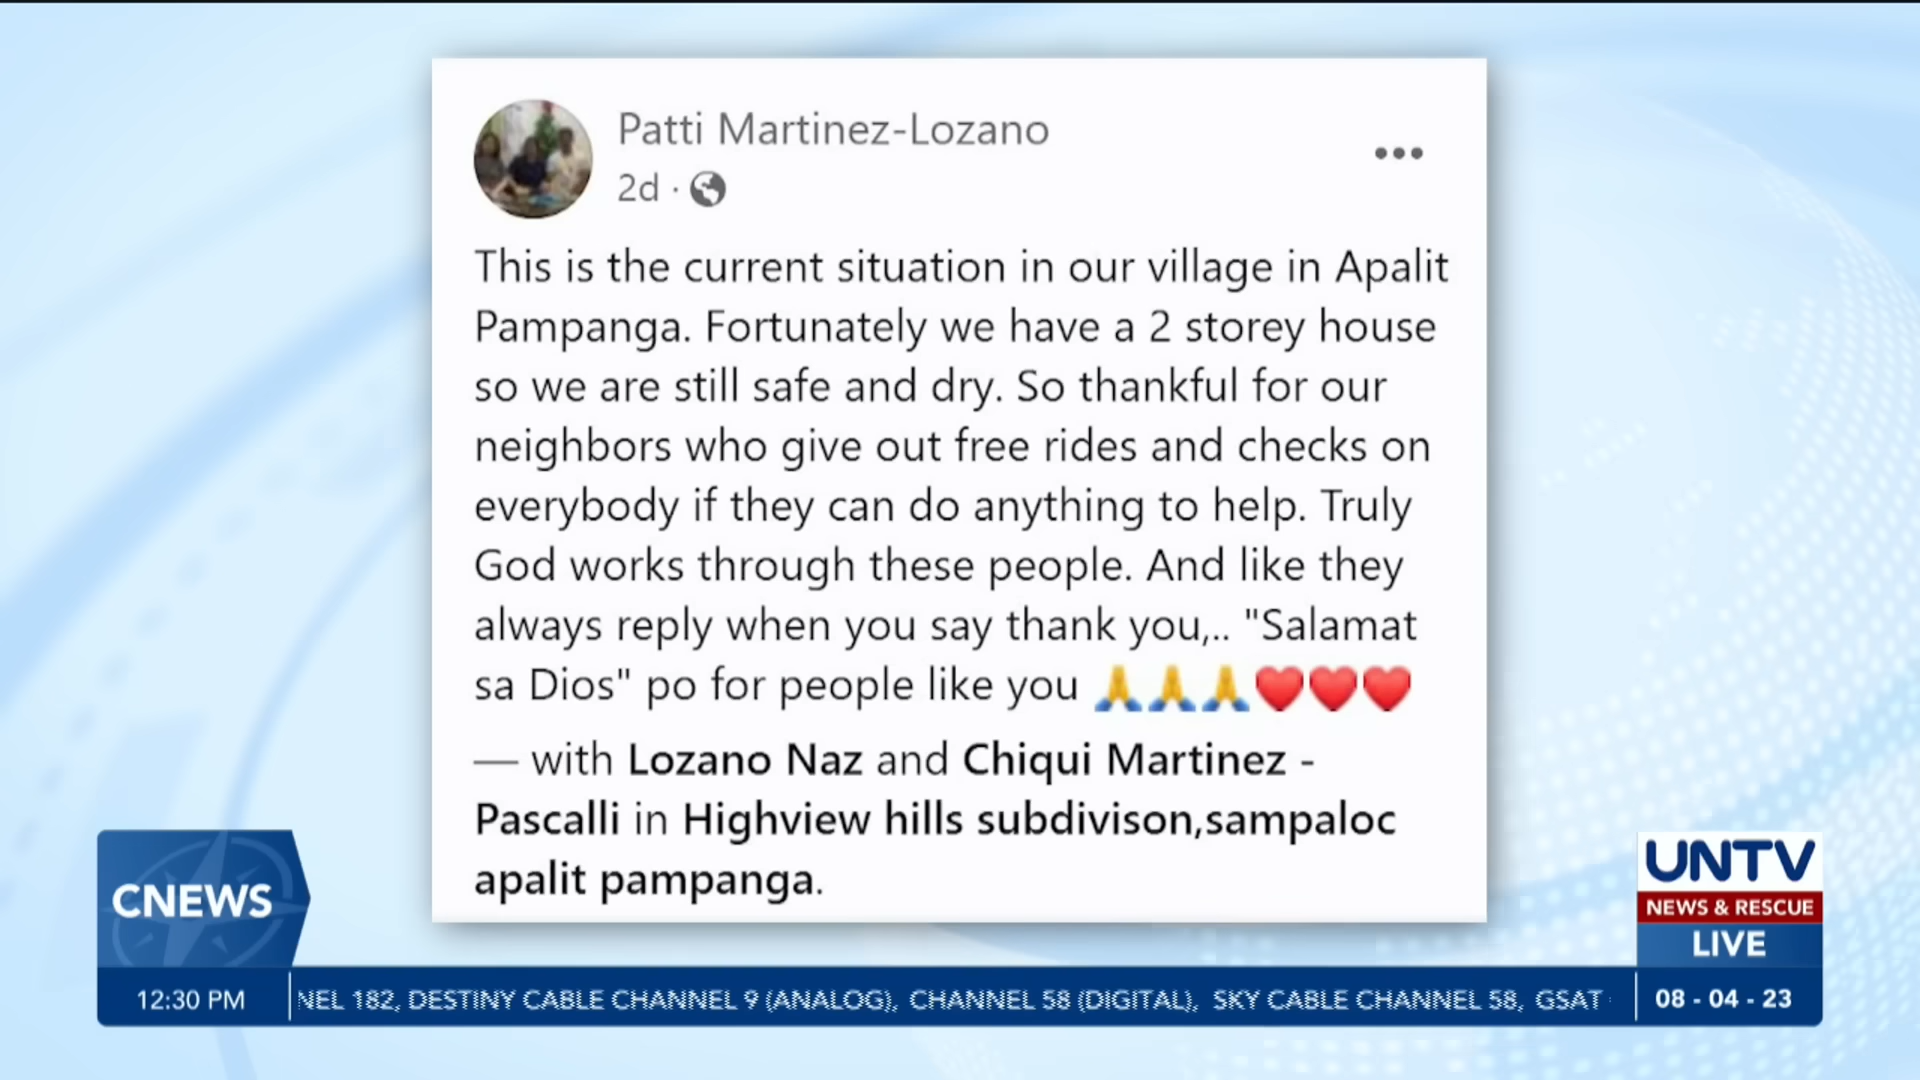 Patti Martinez-Lozano
2d ·
This is the current situation in our village in Apalit
Pampanga. Fortunately we have a 2 storey house
so we are still safe and dry. So thankful for our
neighbors who give out free rides and checks on
everybody if they can do anything to help. Truly
God works through these people. And like they
always reply when you say thank you,.. "Salamat
sa Dios" po for people like you 🙏🙏🙏❤️❤️❤️
— with Lozano Naz and Chiqui Martinez -
Pascalli in Highview hills subdivison,sampaloc
apalit pampanga.
CNEWS
UNTV
NEWS & RESCUE
LIVE
12:30 PM
NEL 182, DESTINY CABLE CHANNEL 9 (ANALOG), CHANNEL 58 (DIGITAL), SKY CABLE CHANNEL 58, GSAT
08 - 04 - 23